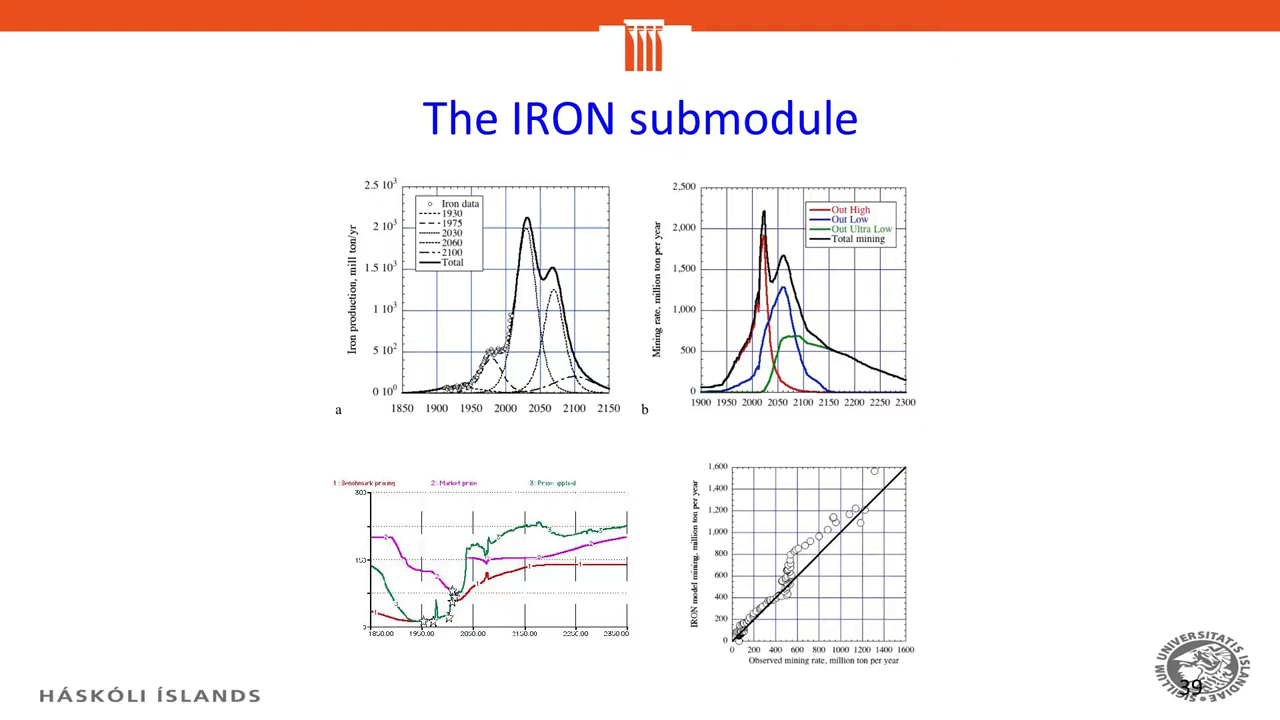 The IRON submodule
2.5 10³
2 10³
1.5 10³
1 10³
5 10²
0 10⁰
Iron production, mill ton/yr
Iron data
1930
1975
2030
2060
2100
Total
1850 1900 1950 2000 2050 2100 2150
a
2,500
2,000
1,500
1,000
500
0
Mining rate, million ton per year
Out High
Out Low
Out Ultra Low
Total mining
1900 1950 2000 2050 2100 2150 2200 2250 2300
b
1: Benchmark pricing 2: Market price 3: Price applied
300
150
0
1850.00 1950.00 2050.00 2150.00 2250.00 2350.00
1,600
1,400
1,200
1,000
800
600
400
200
0
IRON model mining, million ton per year
0 200 400 600 800 1000 1200 1400 1600
Observed mining rate, million ton per year
HÁSKÓLI ÍSLANDS
SIGILLUM UNIVERSITATIS ISLANDIAE
39